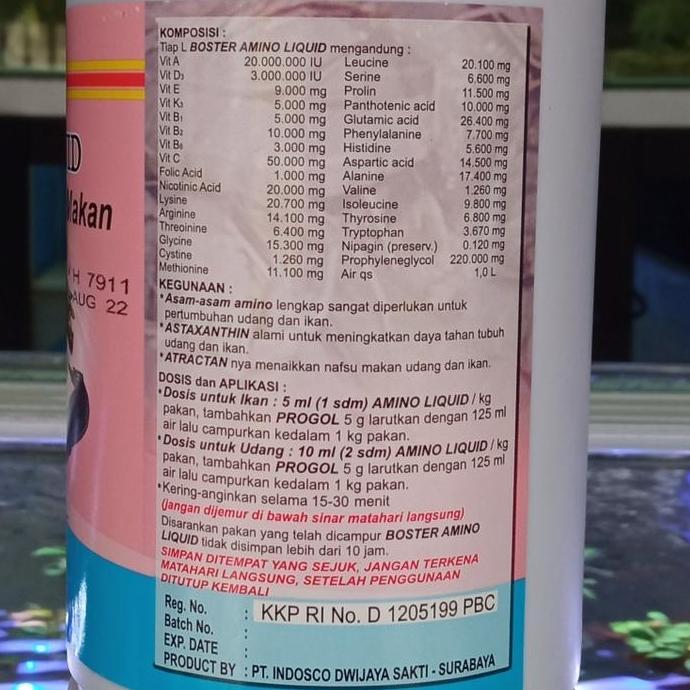 ID
Makan
H 7911
AUG 22
KOMPOSISI :
Tiap L BOSTER AMINO LIQUID mengandung :
Vit A 20.000.000 IU Leucine 20.100 mg
Vit D3 3.000.000 IU Serine 6.600 mg
Vit E 9.000 mg Prolin 11.500 mg
Vit K3 5.000 mg Panthotenic acid 10.000 mg
Vit B1 5.000 mg Glutamic acid 26.400 mg
Vit B2 10.000 mg Phenylalanine 7.700 mg
Vit B6 3.000 mg Histidine 5.600 mg
Vit C 50.000 mg Aspartic acid 14.500 mg
Folic Acid 1.000 mg Alanine 17.400 mg
Nicotinic Acid 20.000 mg Valine 1.260 mg
Lysine 20.700 mg Isoleucine 9.800 mg
Arginine 14.100 mg Thyrosine 6.800 mg
Threoinine 6.400 mg Tryptophan 3.670 mg
Glycine 15.300 mg Nipagin (preserv.) 0.120 mg
Cystine 1.260 mg Prophyleneglycol 220.000 mg
Methionine 11.100 mg Air qs 1,0 L
KEGUNAAN :
*Asam-asam amino lengkap sangat diperlukan untuk
pertumbuhan udang dan ikan.
*ASTAXANTHIN alami untuk meningkatkan daya tahan tubuh
udang dan ikan.
*ATRACTAN nya menaikkan nafsu makan udang dan ikan.
DOSIS dan APLIKASI :
•Dosis untuk Ikan : 5 ml (1 sdm) AMINO LIQUID / kg
pakan, tambahkan PROGOL 5 g larutkan dengan 125 ml
air lalu campurkan kedalam 1 kg pakan.
•Dosis untuk Udang : 10 ml (2 sdm) AMINO LIQUID / kg
pakan, tambahkan PROGOL 5 g larutkan dengan 125 ml
air lalu campurkan kedalam 1 kg pakan.
•Kering-anginkan selama 15-30 menit
(jangan dijemur di bawah sinar matahari langsung)
Disarankan pakan yang telah dicampur BOSTER AMINO
LIQUID tidak disimpan lebih dari 10 jam.
SIMPAN DITEMPAT YANG SEJUK, JANGAN TERKENA
MATAHARI LANGSUNG, SETELAH PENGGUNAAN
DITUTUP KEMBALI
Reg. No. : KKP RI No. D 1205199 PBC
Batch No. :
EXP. DATE :
PRODUCT BY : PT. INDOSCO DWIJAYA SAKTI - SURABAYA